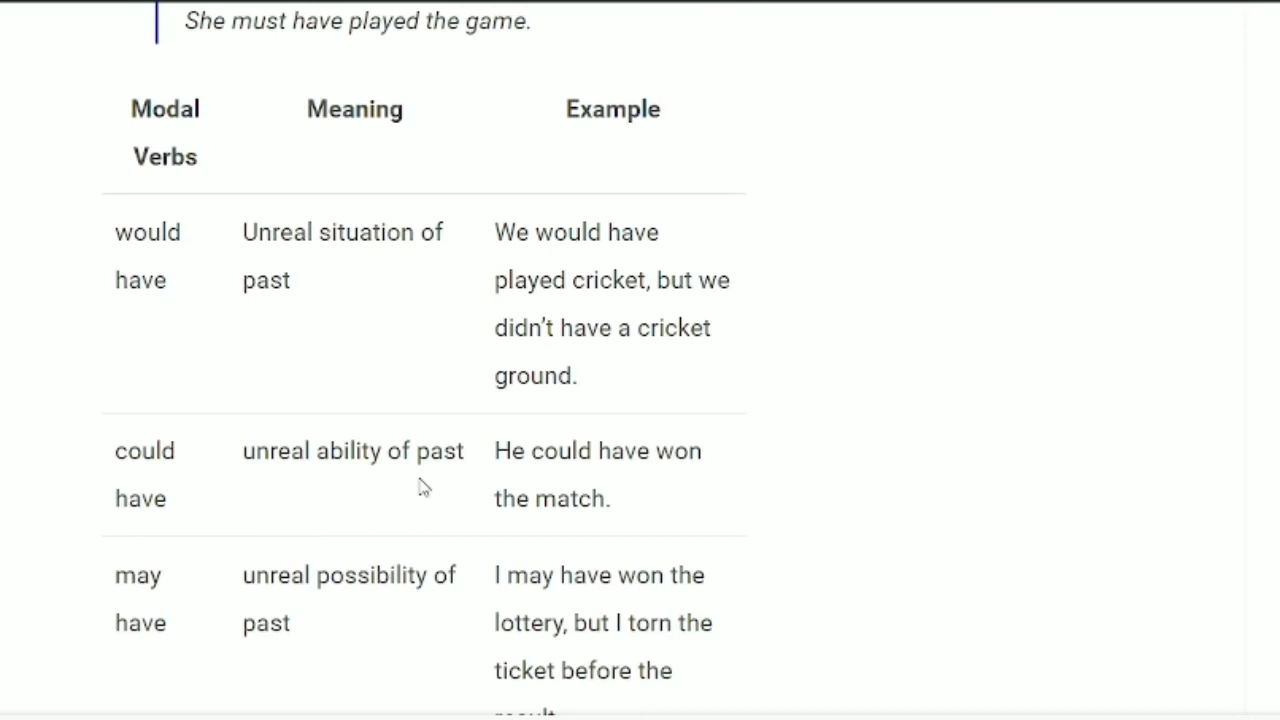 She must have played the game.
Modal Meaning Example
Verbs
would Unreal situation of We would have
have past played cricket, but we
didn't have a cricket
ground.
could unreal ability of past He could have won
have the match.
may unreal possibility of I may have won the
have past lottery, but I torn the
ticket before the